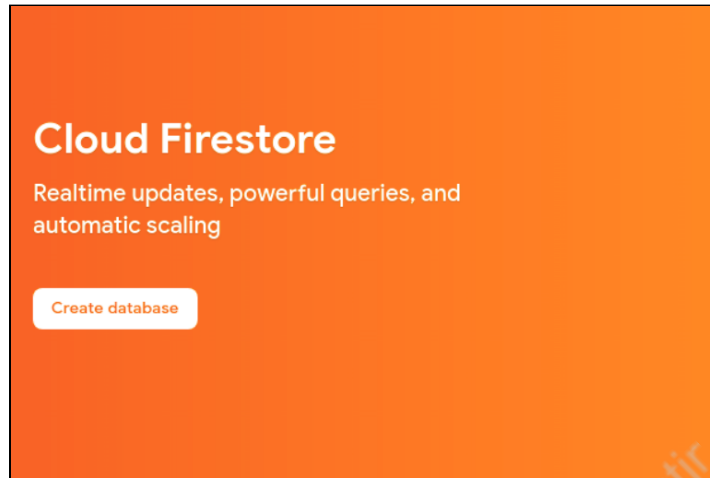 Cloud Firestore
Realtime updates, powerful queries, and
automatic scaling
Create database